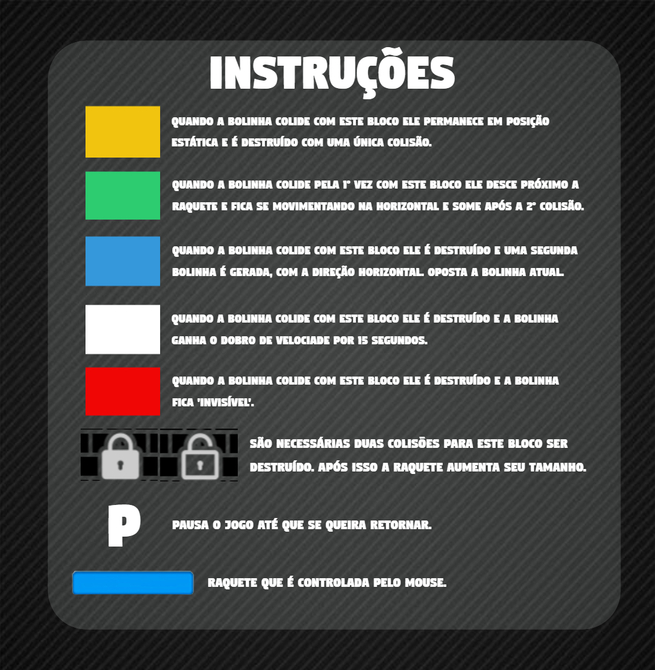 INSTRUÇÕES
QUANDO A BOLINHA COLIDE COM ESTE BLOCO ELE PERMANECE EM POSIÇÃO
ESTÁTICA E É DESTRUÍDO COM UMA ÚNICA COLISÃO.
QUANDO A BOLINHA COLIDE PELA 1ª VEZ COM ESTE BLOCO ELE DESCE PRÓXIMO A
RAQUETE E FICA SE MOVIMENTANDO NA HORIZONTAL E SOME APÓS A 2ª COLISÃO.
QUANDO A BOLINHA COLIDE COM ESTE BLOCO ELE É DESTRUÍDO E UMA SEGUNDA
BOLINHA É GERADA, COM A DIREÇÃO HORIZONTAL OPOSTA A BOLINHA ATUAL.
QUANDO A BOLINHA COLIDE COM ESTE BLOCO ELE É DESTRUÍDO E A BOLINHA
GANHA O DOBRO DE VELOCIADE POR 15 SEGUNDOS.
QUANDO A BOLINHA COLIDE COM ESTE BLOCO ELE É DESTRUÍDO E A BOLINHA
FICA 'INVISÍVEL'.
SÃO NECESSÁRIAS DUAS COLISÕES PARA ESTE BLOCO SER
DESTRUÍDO. APÓS ISSO A RAQUETE AUMENTA SEU TAMANHO.
P PAUSA O JOGO ATÉ QUE SE QUEIRA RETORNAR.
RAQUETE QUE É CONTROLADA PELO MOUSE.